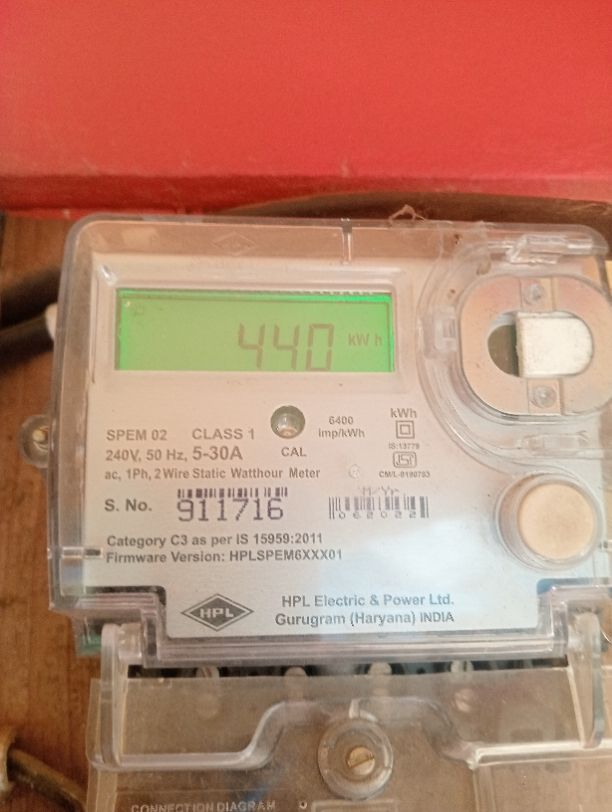 440 kWh
SPEM 02 CLASS 1
240V, 50 Hz, 5-30A
ac, 1Ph, 2 Wire Static Watthour Meter
CAL
6400
imp/kWh
kWh
IS:13779
CM/L-8190783
S. No. 911716
M/Y
062022
Category C3 as per IS 15959:2011
Firmware Version: HPLSPEM6XXX01
HPL
HPL Electric & Power Ltd.
Gurugram (Haryana) INDIA
CONNECTION DIAGRAM